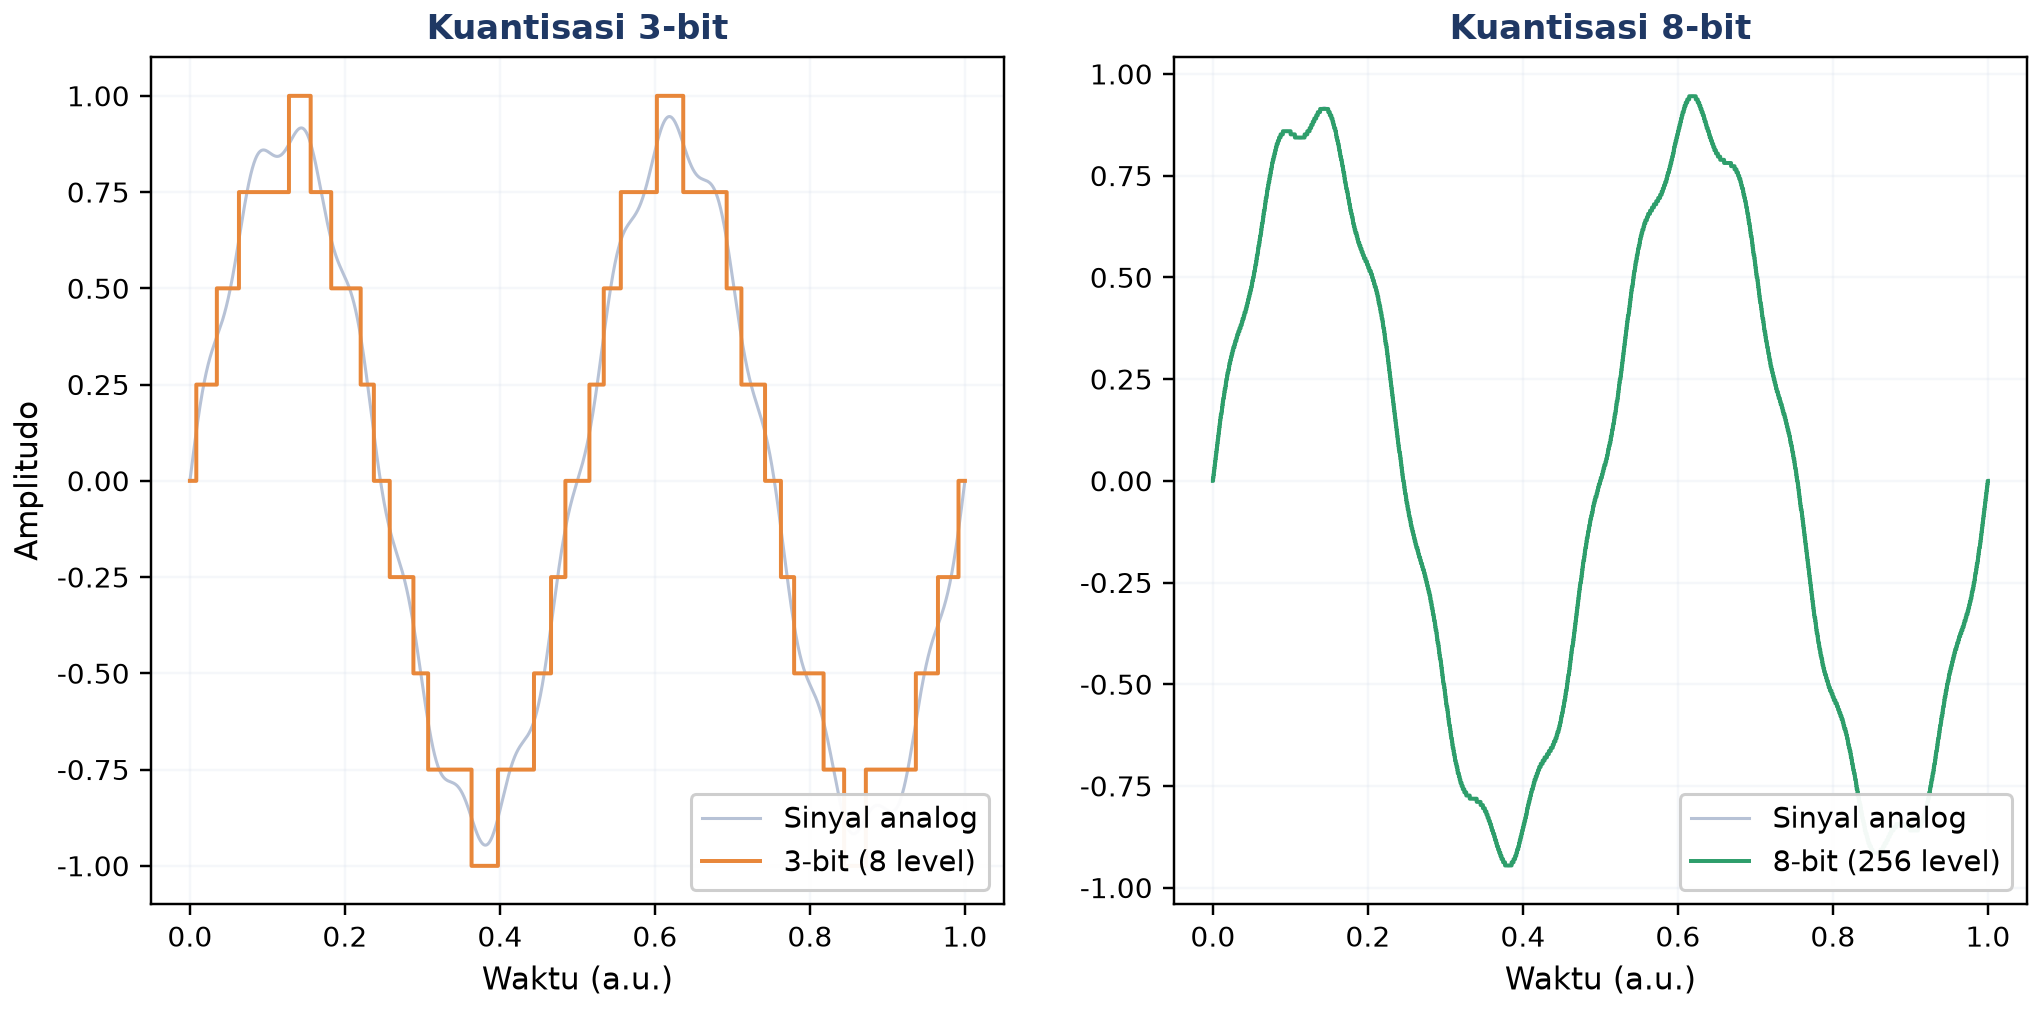 Kuantisasi 3-bit
Amplitudo
1.00
0.75
0.50
0.25
0.00
-0.25
-0.50
-0.75
-1.00
Sinyal analog
3-bit (8 level)
0.0 0.2 0.4 0.6 0.8 1.0
Waktu (a.u.)
Kuantisasi 8-bit
1.00
0.75
0.50
0.25
0.00
-0.25
-0.50
-0.75
-1.00
Sinyal analog
8-bit (256 level)
0.0 0.2 0.4 0.6 0.8 1.0
Waktu (a.u.)